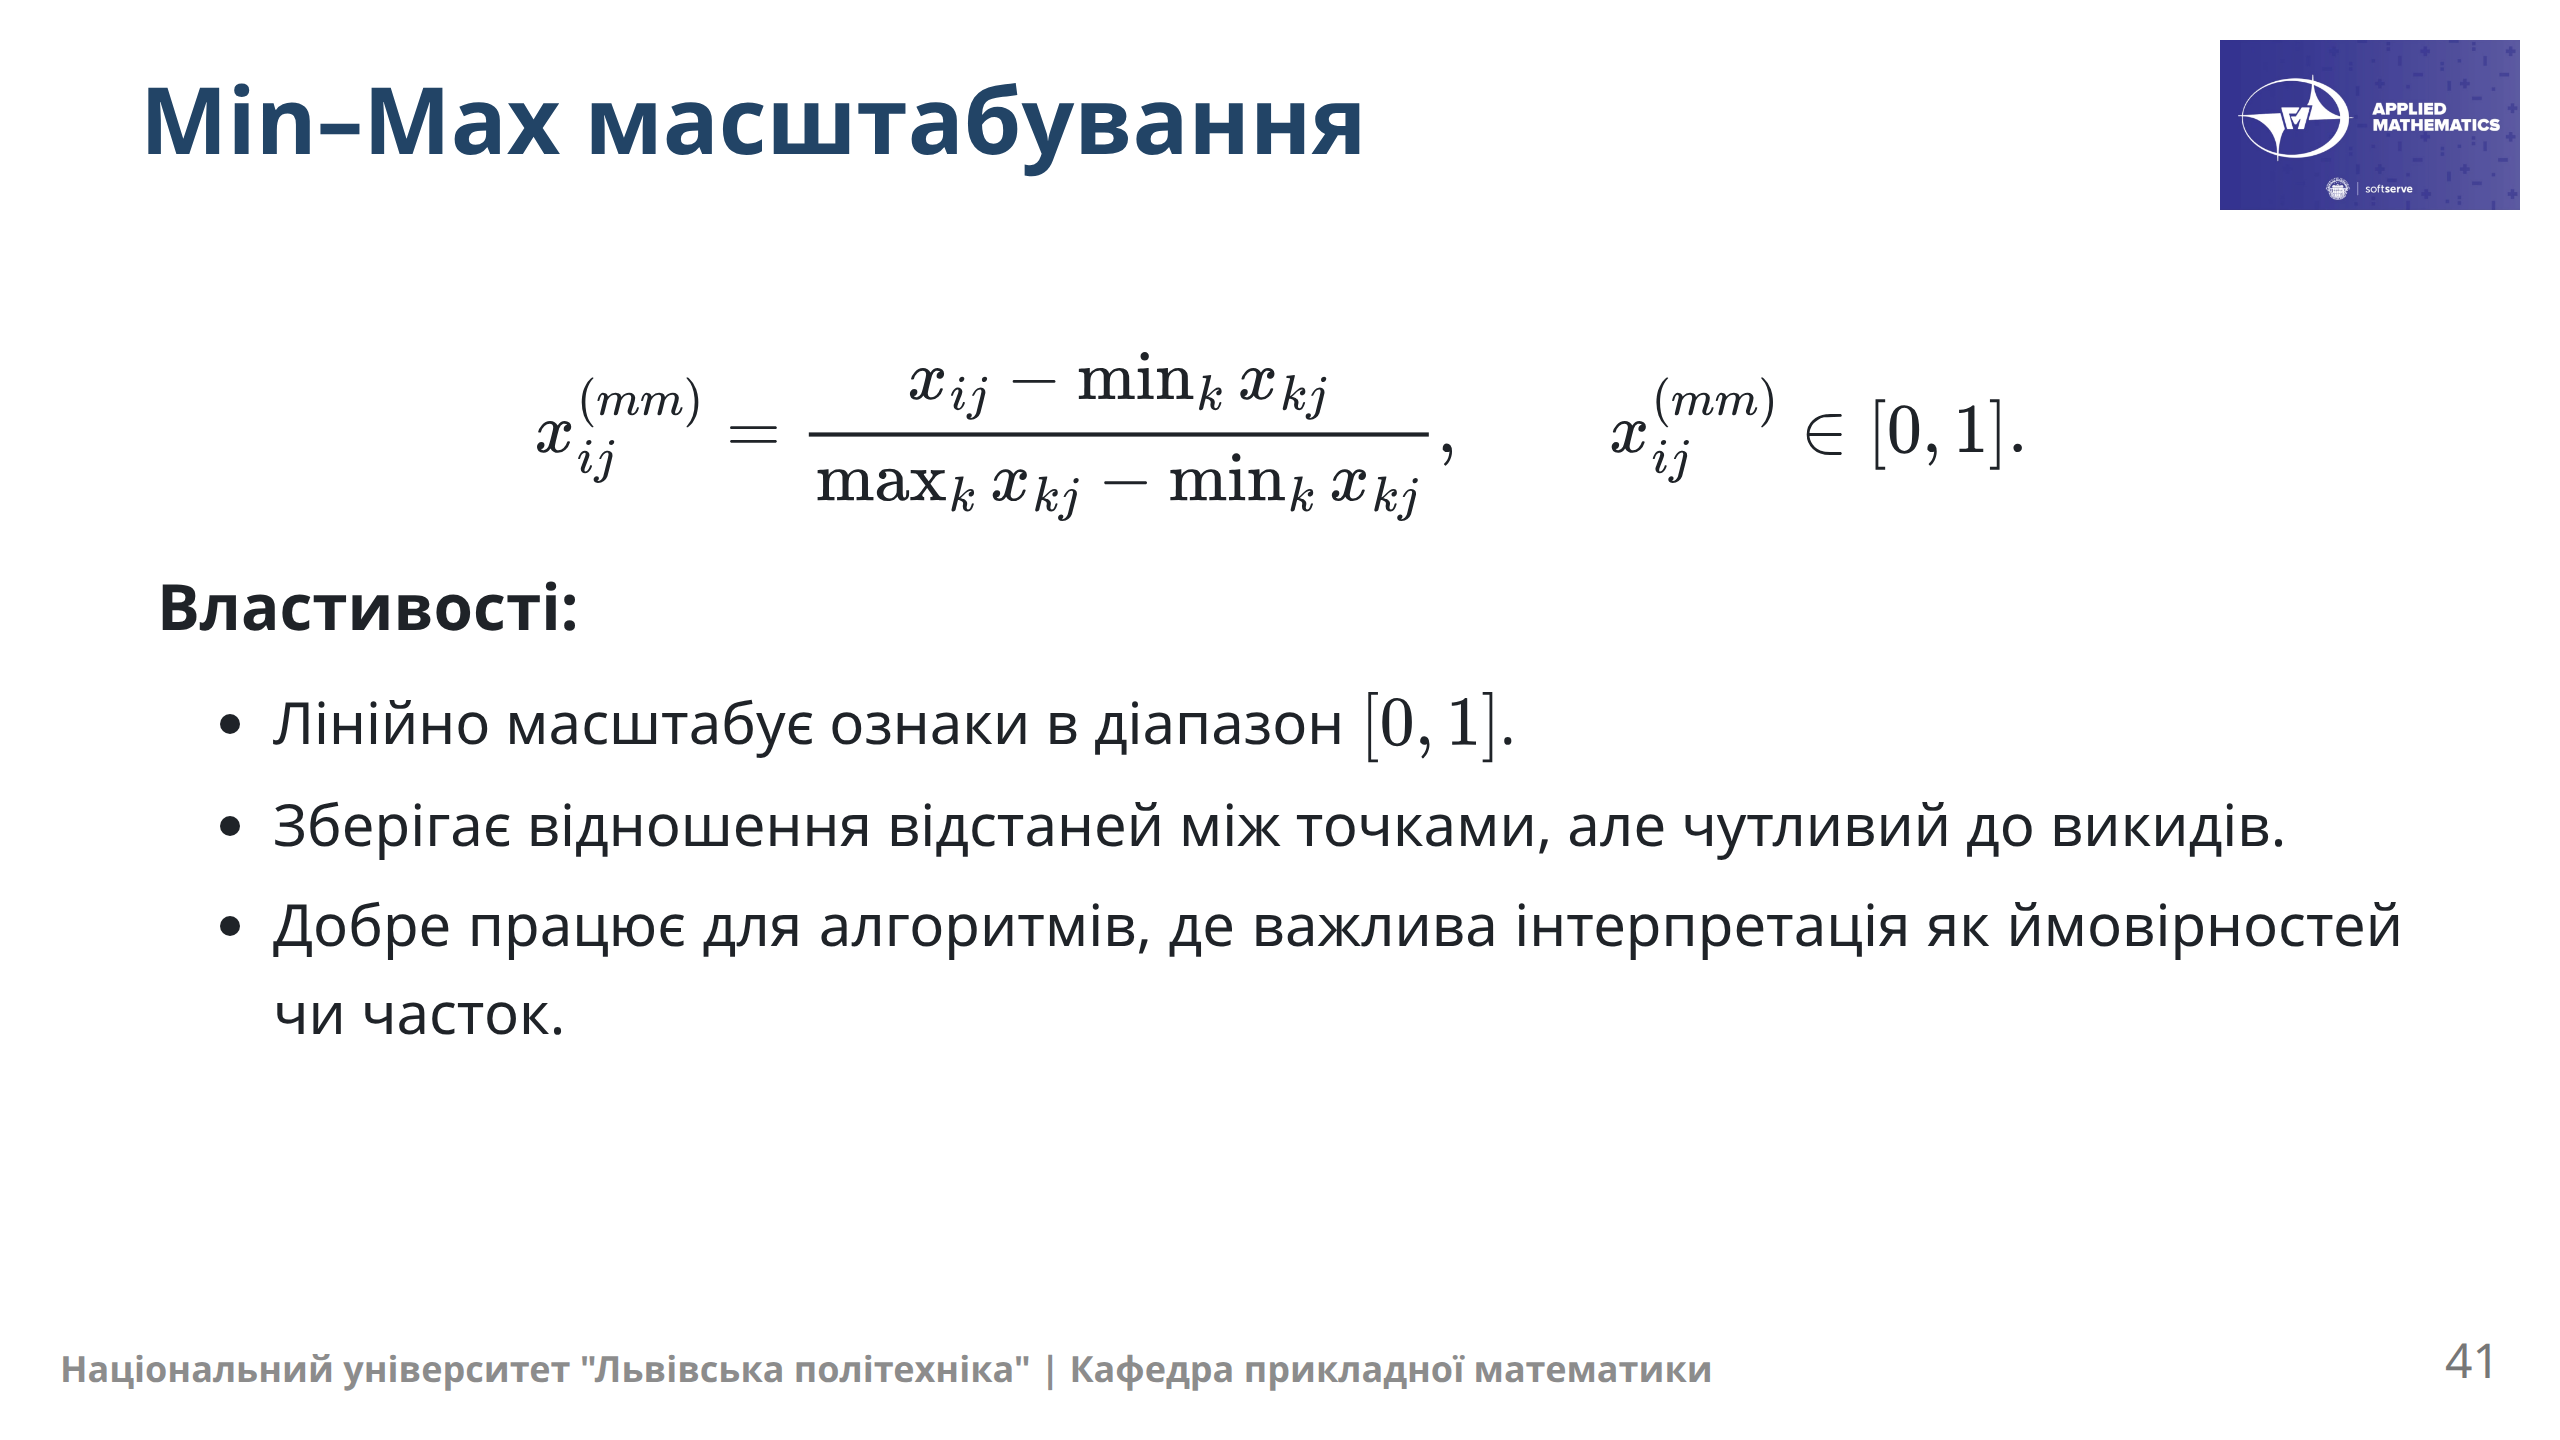 Min–Max масштабування
APPLIED
MATHEMATICS
softserve
x_{ij}^{(mm)} = \frac{x_{ij} − min_k x_{kj}}{max_k x_{kj} − min_k x_{kj}}, x_{ij}^{(mm)} ∈ [0, 1].
Властивості:
• Лінійно масштабує ознаки в діапазон [0, 1].
• Зберігає відношення відстаней між точками, але чутливий до викидів.
• Добре працює для алгоритмів, де важлива інтерпретація як ймовірностей
чи часток.
Національний університет "Львівська політехніка" | Кафедра прикладної математики
41